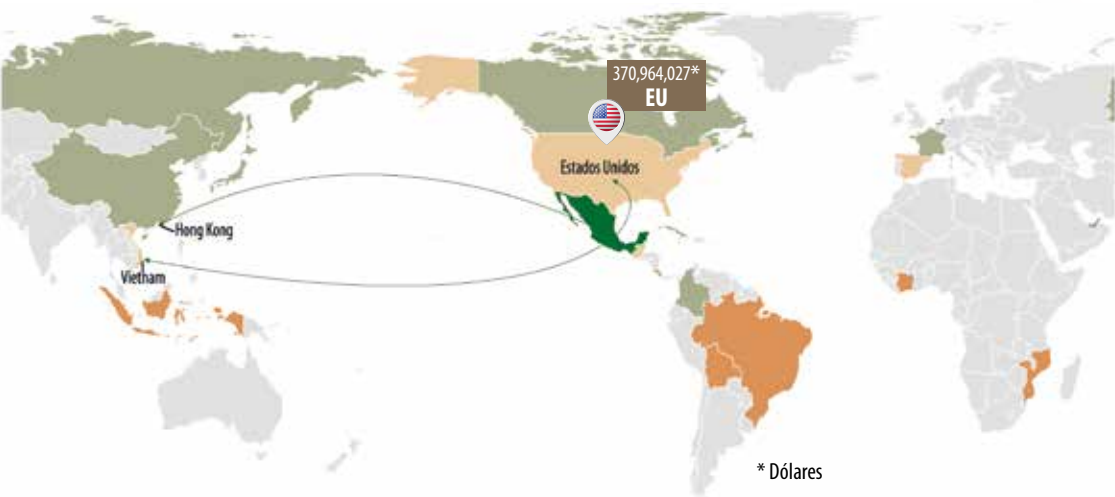 370,964,027*
EU
Estados Unidos
Hong Kong
Vietnam
* Dólares